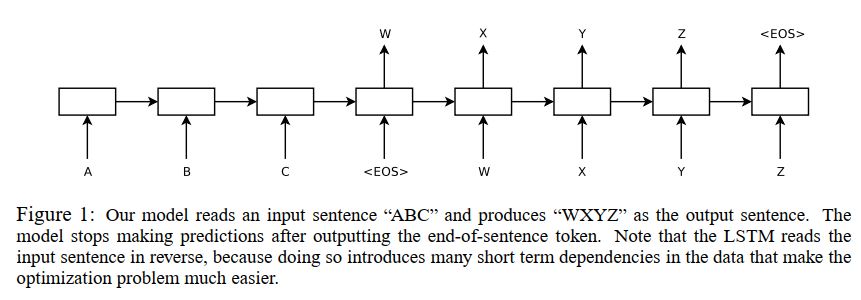 W X Y Z <EOS>
A B C <EOS> W X Y Z
Figure 1: Our model reads an input sentence “ABC” and produces “WXYZ” as the output sentence. The
model stops making predictions after outputting the end-of-sentence token. Note that the LSTM reads the
input sentence in reverse, because doing so introduces many short term dependencies in the data that make the
optimization problem much easier.